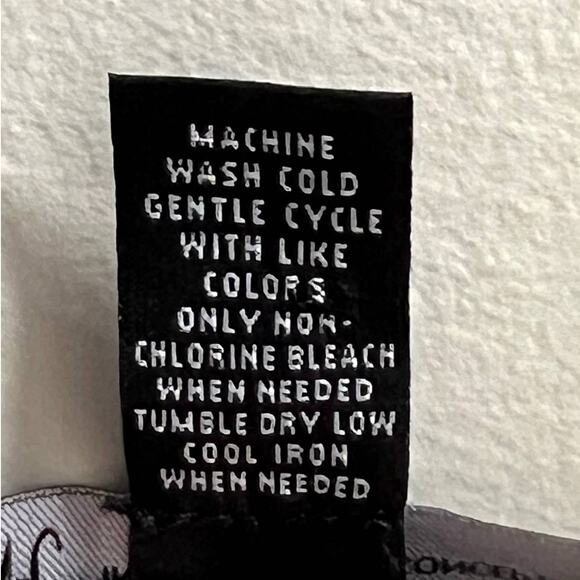 MACHINE
WASH COLD
GENTLE CYCLE
WITH LIKE
COLORS
ONLY NON-
CHLORINE BLEACH
WHEN NEEDED
TUMBLE DRY LOW
COOL IRON
WHEN NEEDED